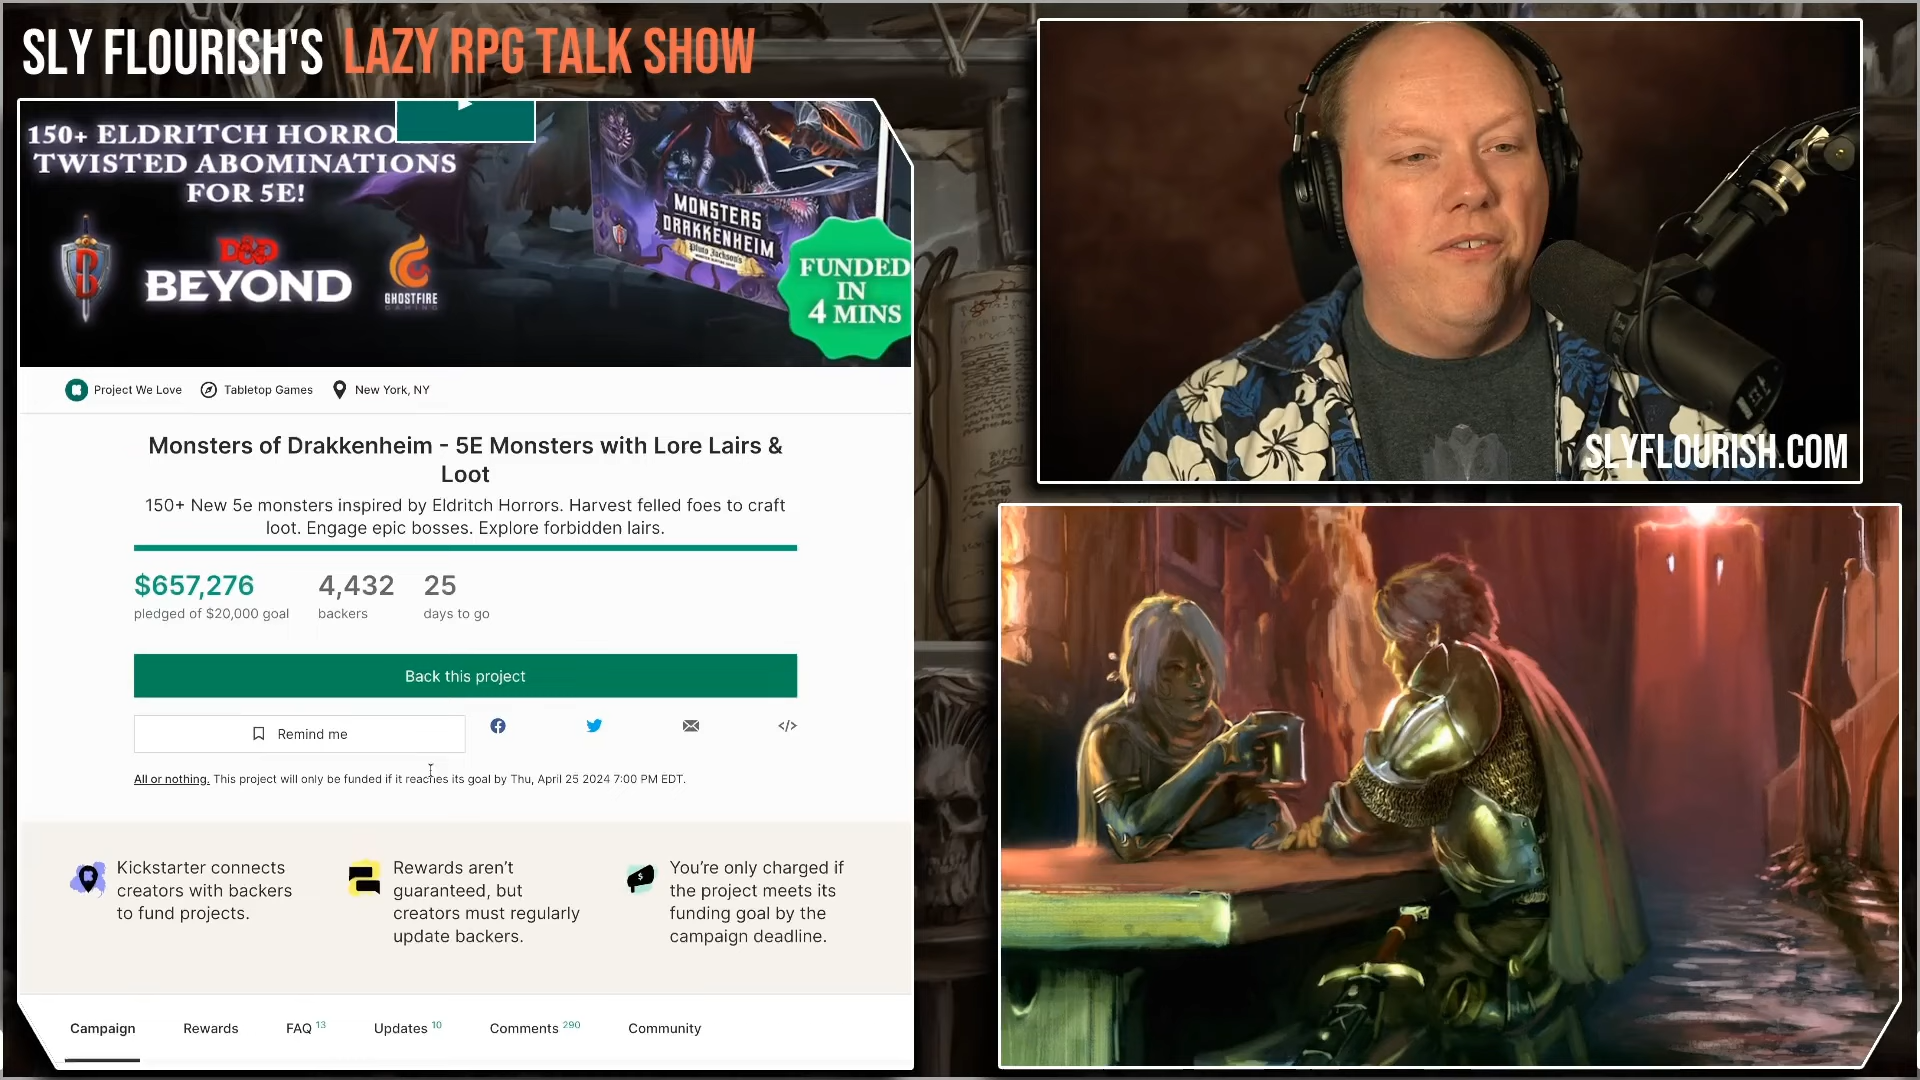 SLY FLOURISH'S LAZY RPG TALK SHOW
150+ ELDRITCH HORRO
TWISTED ABOMINATIONS
FOR 5E!
D&D
BEYOND
GHOSTFIRE
GAMING
MONSTERS
DRAKKENHEIM
FUNDED
IN
4 MINS
Project We Love
Tabletop Games
New York, NY
Monsters of Drakkenheim - 5E Monsters with Lore Lairs &
Loot
150+ New 5e monsters inspired by Eldritch Horrors. Harvest felled foes to craft
loot. Engage epic bosses. Explore forbidden lairs.
$657,276
pledged of $20,000 goal
4,432
backers
25
days to go
Back this project
Remind me
All or nothing. This project will only be funded if it reaches its goal by Thu, April 25 2024 7:00 PM EDT.
Kickstarter connects
creators with backers
to fund projects.
Rewards aren't
guaranteed, but
creators must regularly
update backers.
You're only charged if
the project meets its
funding goal by the
campaign deadline.
Campaign Rewards FAQ 13 Updates 10 Comments 290 Community
SLYFLOURISH.COM